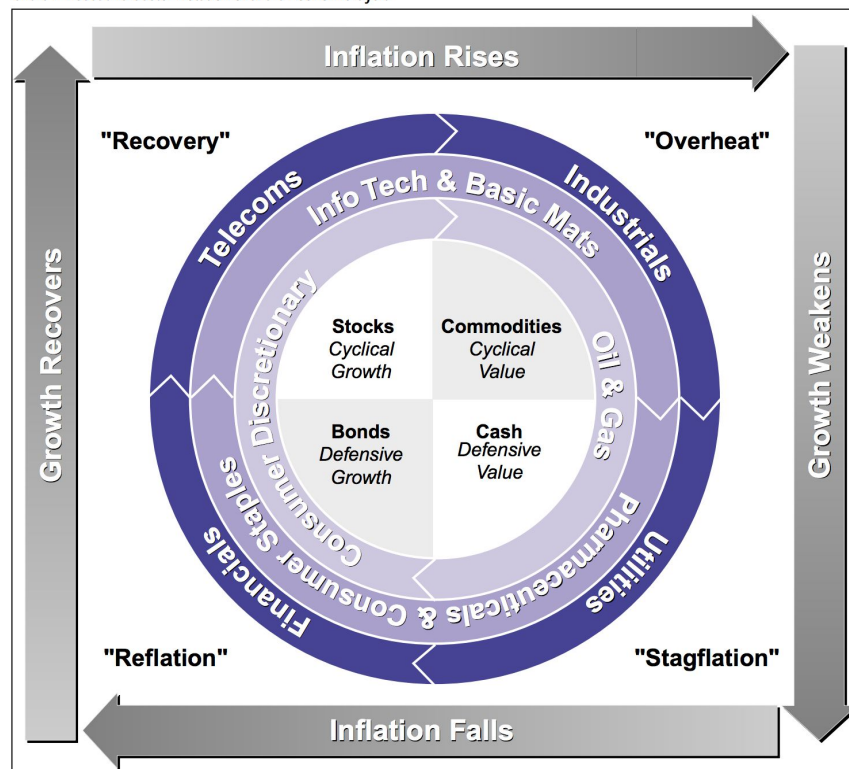 Inflation Rises
"Recovery"
"Overheat"
Growth Recovers
Growth Weakens
Telecoms
Info Tech & Basic Mats
Industrials
Consumer Discretionary
Oil & Gas
Stocks
Cyclical
Growth
Commodities
Cyclical
Value
Bonds
Defensive
Growth
Cash
Defensive
Value
Financials
Pharmaceuticals & Consumer Staples
Utilities
"Reflation"
"Stagflation"
Inflation Falls